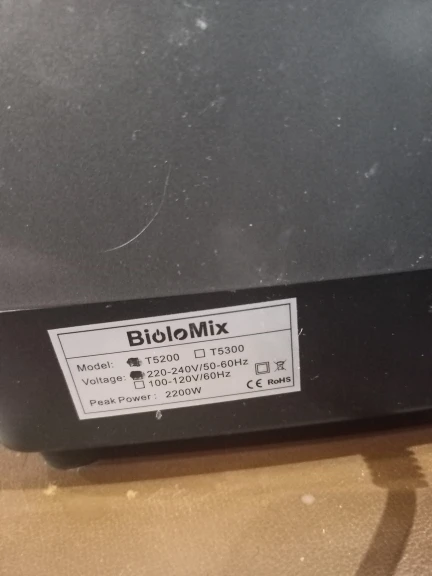 BioloMix
Model: T5200 T5300
Voltage: 220-240V/50-60Hz
100-120V/60Hz
Peak Power: 2200W
CE RoHS